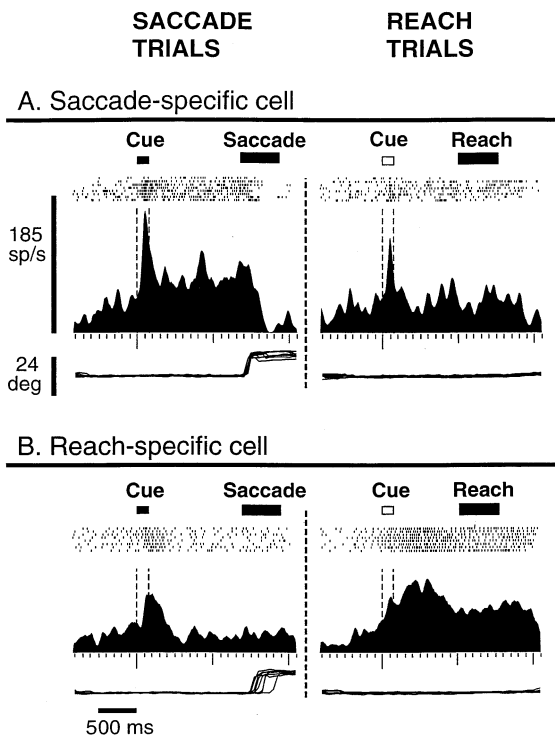 SACCADE TRIALS
REACH TRIALS
A. Saccade-specific cell
Cue
Saccade
Cue
Reach
185
sp/s
24
deg
B. Reach-specific cell
Cue
Saccade
Cue
Reach
500 ms